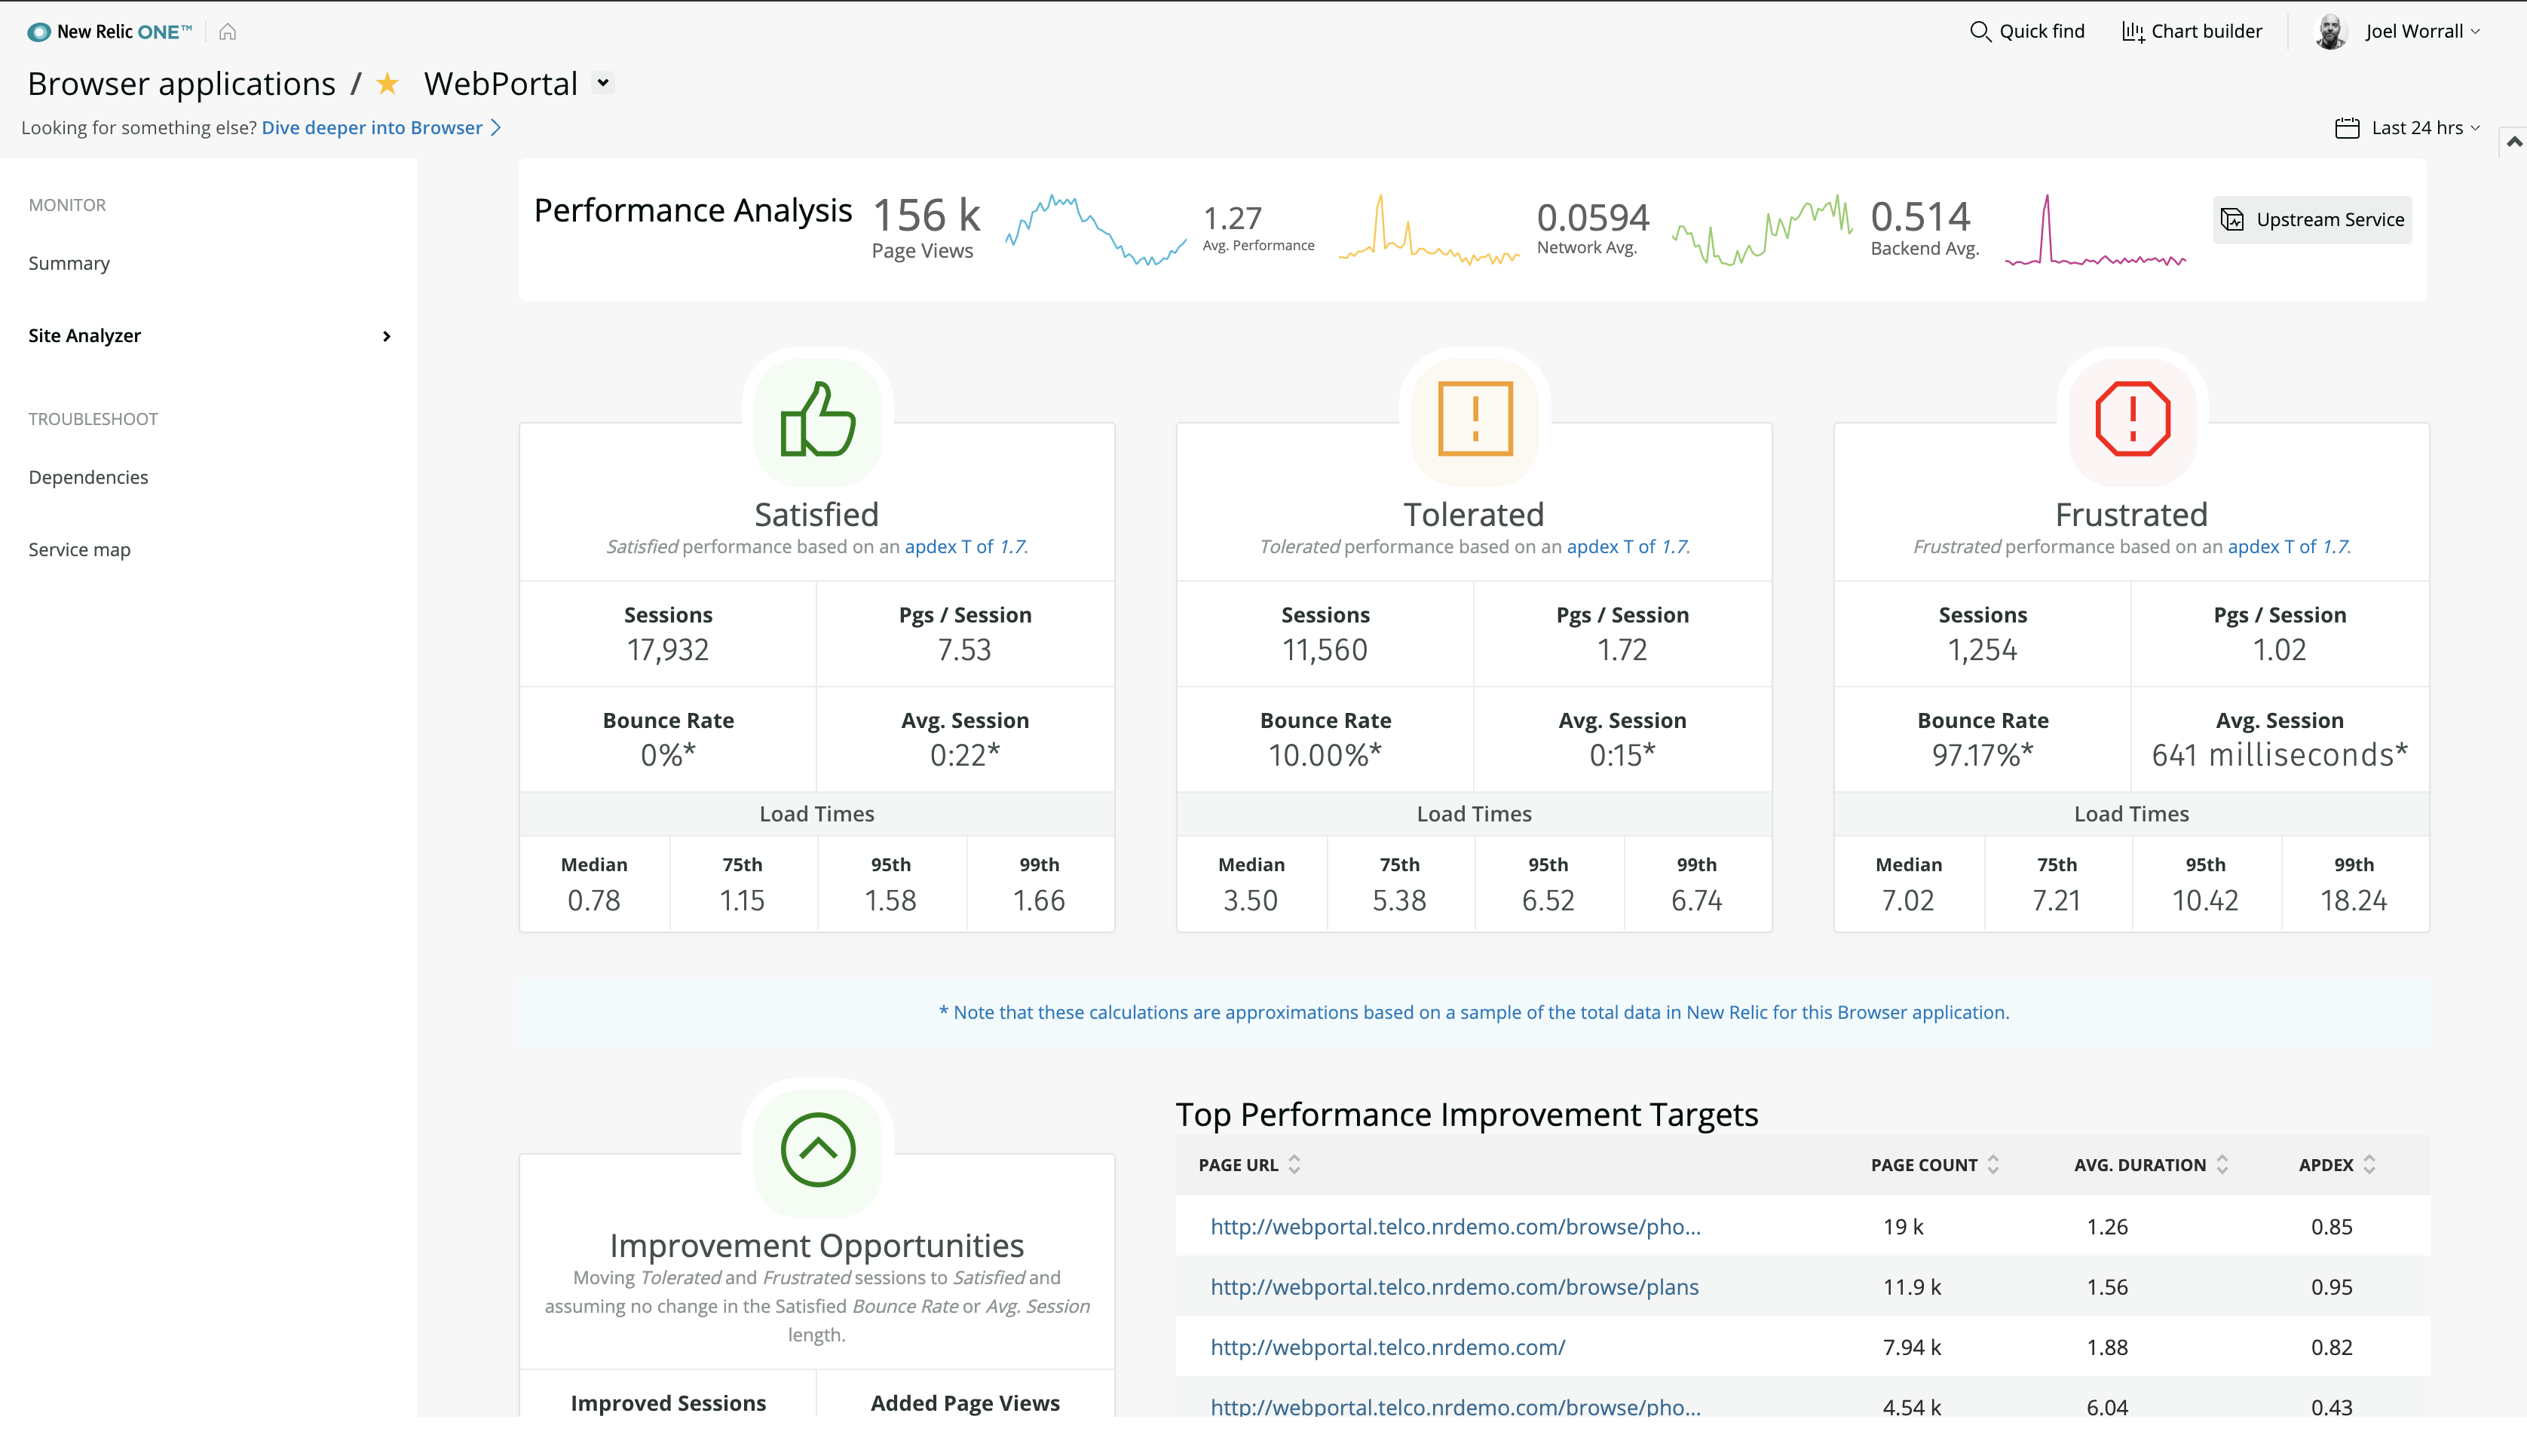 New Relic ONE™
Quick find
Chart builder
Joel Worrall
Browser applications / WebPortal
Looking for something else? Dive deeper into Browser
Last 24 hrs
MONITOR
Summary
Site Analyzer
TROUBLESHOOT
Dependencies
Service map
Performance Analysis
156 k
Page Views
1.27
Avg. Performance
0.0594
Network Avg.
0.514
Backend Avg.
Upstream Service
Satisfied
Satisfied performance based on an apdex T of 1.7.
Sessions
17,932
Pgs / Session
7.53
Bounce Rate
0%*
Avg. Session
0:22*
Load Times
Median 75th 95th 99th
0.78 1.15 1.58 1.66
Tolerated
Tolerated performance based on an apdex T of 1.7.
Sessions
11,560
Pgs / Session
1.72
Bounce Rate
10.00%*
Avg. Session
0:15*
Load Times
Median 75th 95th 99th
3.50 5.38 6.52 6.74
Frustrated
Frustrated performance based on an apdex T of 1.7.
Sessions
1,254
Pgs / Session
1.02
Bounce Rate
97.17%*
Avg. Session
641 milliseconds*
Load Times
Median 75th 95th 99th
7.02 7.21 10.42 18.24
* Note that these calculations are approximations based on a sample of the total data in New Relic for this Browser application.
Improvement Opportunities
Moving Tolerated and Frustrated sessions to Satisfied and
assuming no change in the Satisfied Bounce Rate or Avg. Session
length.
Improved Sessions
Added Page Views
Top Performance Improvement Targets
PAGE URL PAGE COUNT AVG. DURATION APDEX
http://webportal.telco.nrdemo.com/browse/pho... 19 k 1.26 0.85
http://webportal.telco.nrdemo.com/browse/plans 11.9 k 1.56 0.95
http://webportal.telco.nrdemo.com/ 7.94 k 1.88 0.82
http://webportal.telco.nrdemo.com/browse/pho... 4.54 k 6.04 0.43